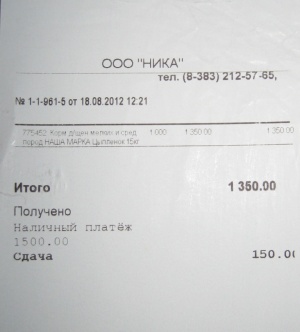 ООО "НИКА"
тел. (8-383) 212-57-65,
№ 1-1-961-5 от 18.08.2012 12:21
775452, Корм д/щен мелких и сред. 1.000 1 350.00 1 350.00
пород НАША МАРКА Цыпленок 15кг
Итого 1 350.00
Получено
Наличный платёж
1500.00
Сдача 150.00